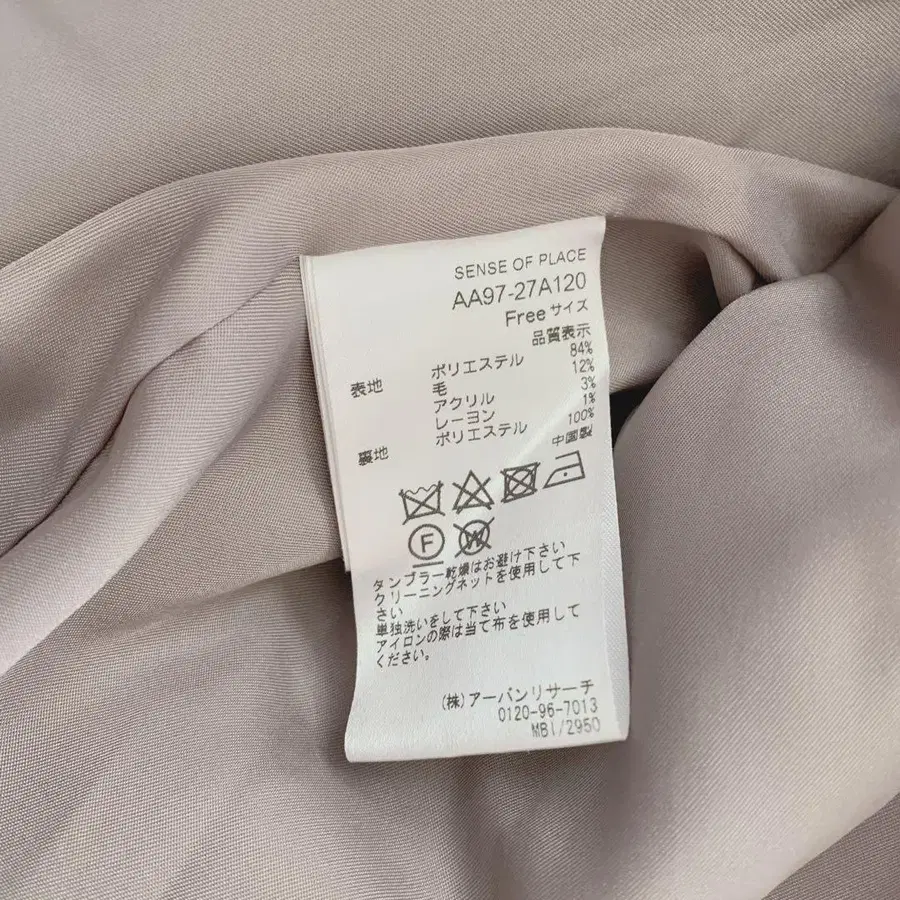 SENSE OF PLACE
AA97-27A120
Freeサイズ
品質表示
表地 ポリエステル 84%
毛 12%
アクリル 3%
レーヨン 1%
裏地 ポリエステル 100%
中国製
F W
タンブラー乾燥はお避け下さい
クリーニングネットを使用して下
さい
単独洗いをして下さい
アイロンの際は当て布を使用して
ください。
(株)アーバンリサーチ
0120-96-7013
MBI/2950